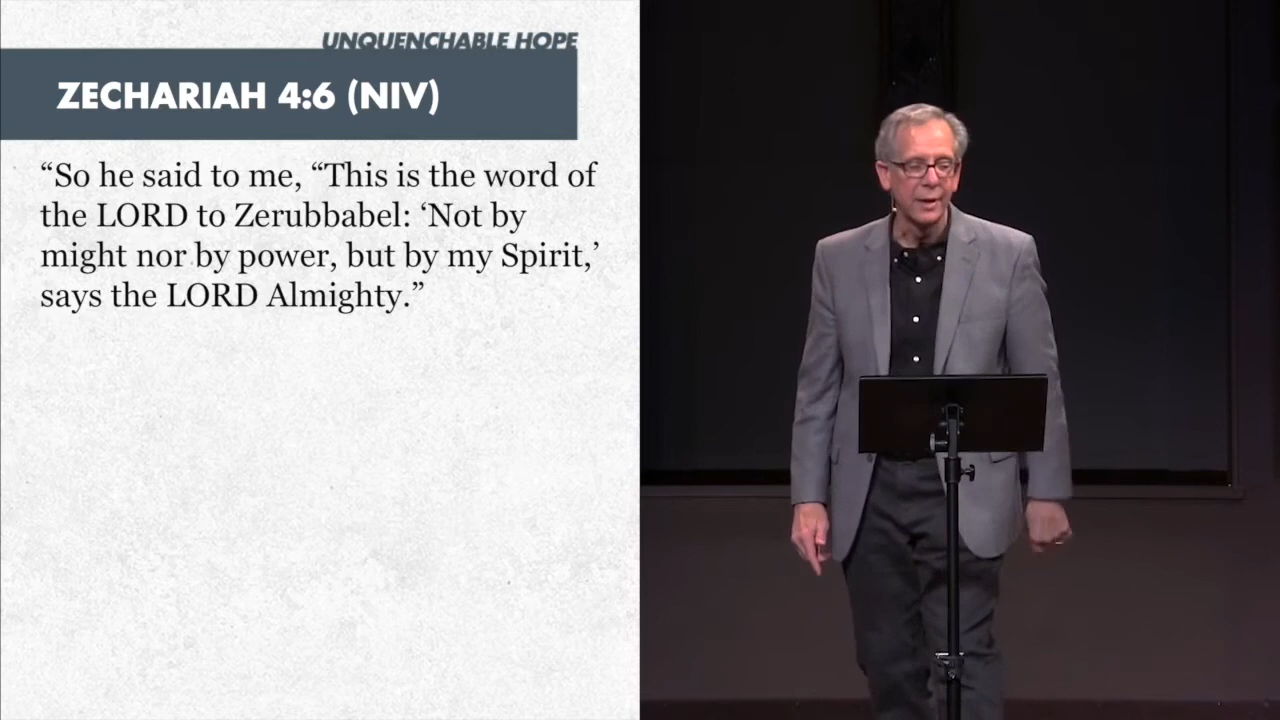 UNQUENCHABLE HOPE
ZECHARIAH 4:6 (NIV)
“So he said to me, “This is the word of
the LORD to Zerubbabel: ‘Not by
might nor by power, but by my Spirit,’
says the LORD Almighty.”